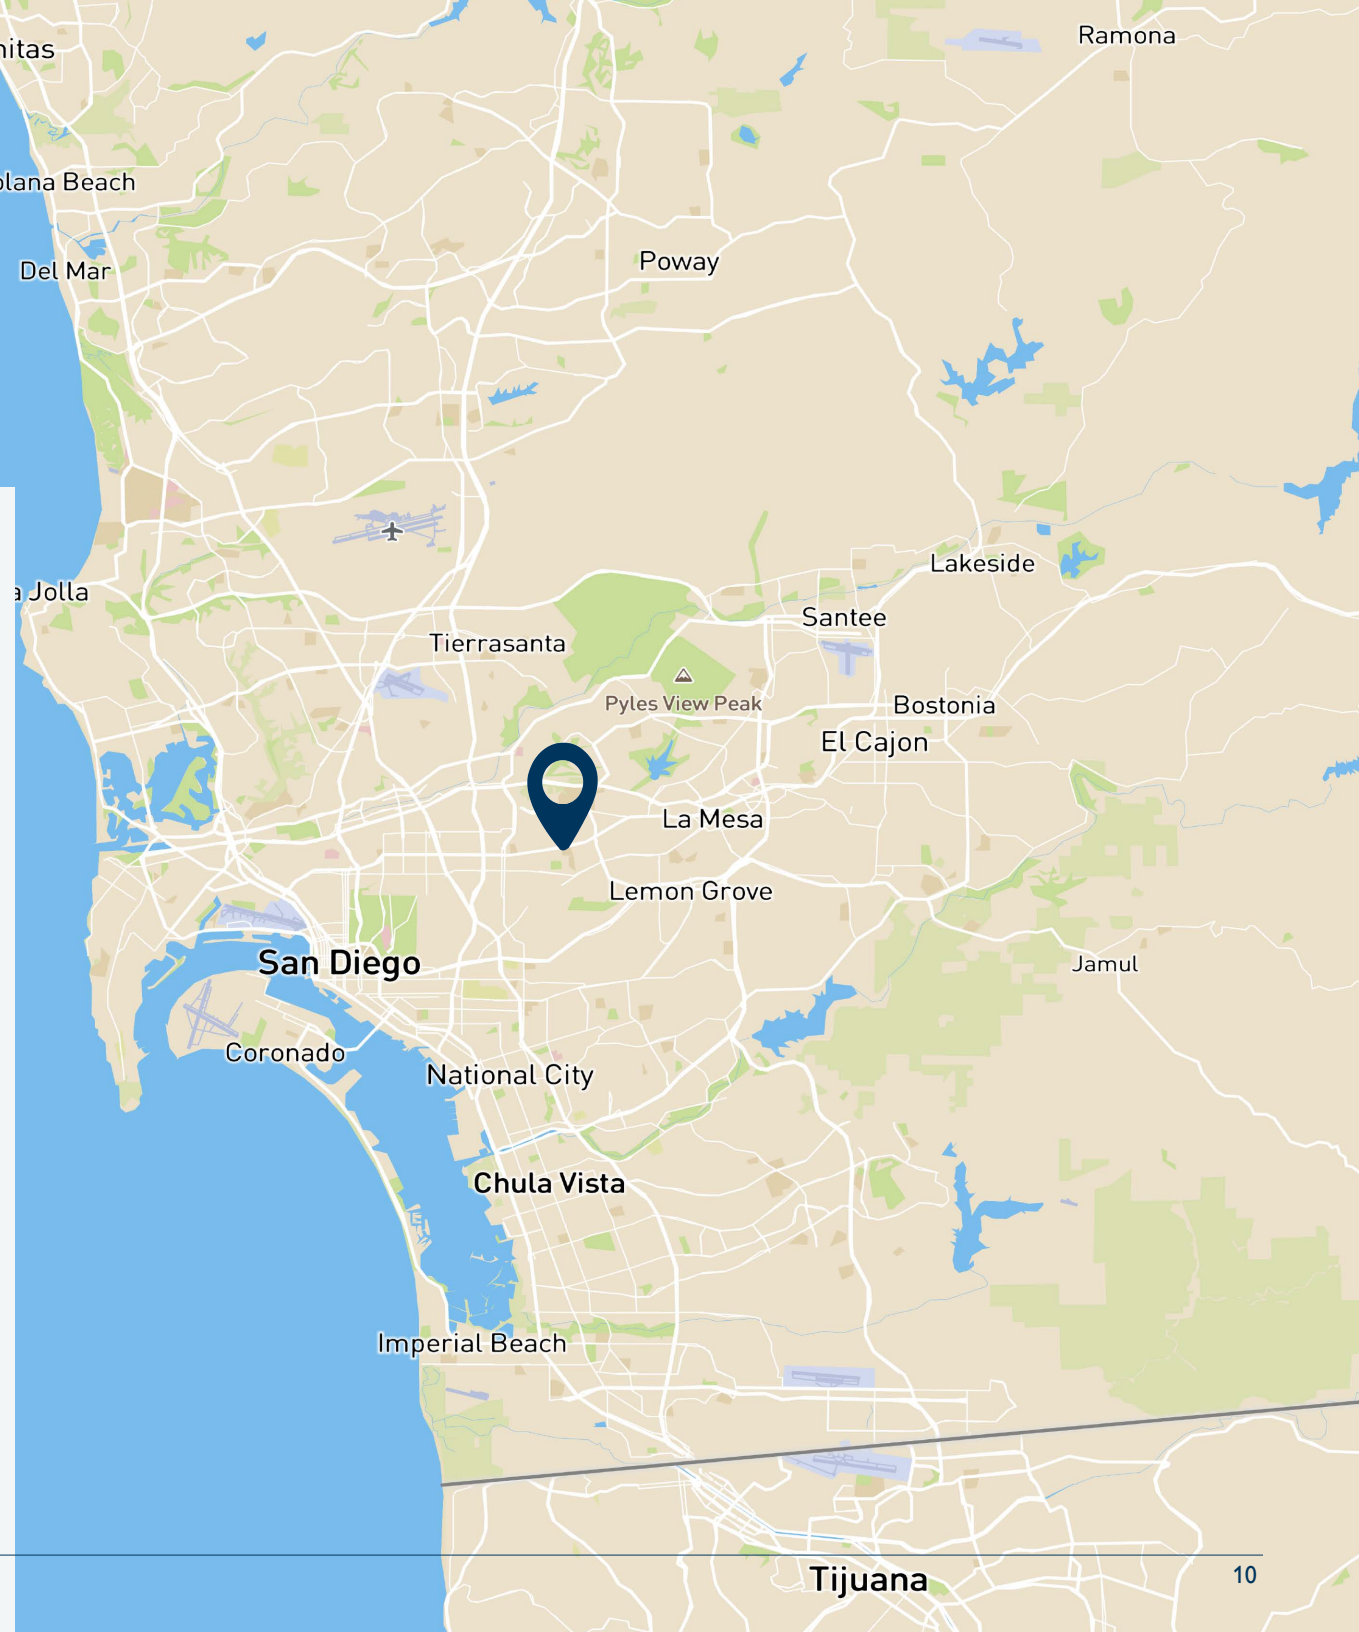 Ramona
nitas
olana Beach
Poway
Del Mar
Lakeside
a Jolla
Santee
Tierrasanta
Pyles View Peak
Bostonia
El Cajon
La Mesa
Lemon Grove
San Diego
Jamul
Coronado
National City
Chula Vista
Imperial Beach
Tijuana
10